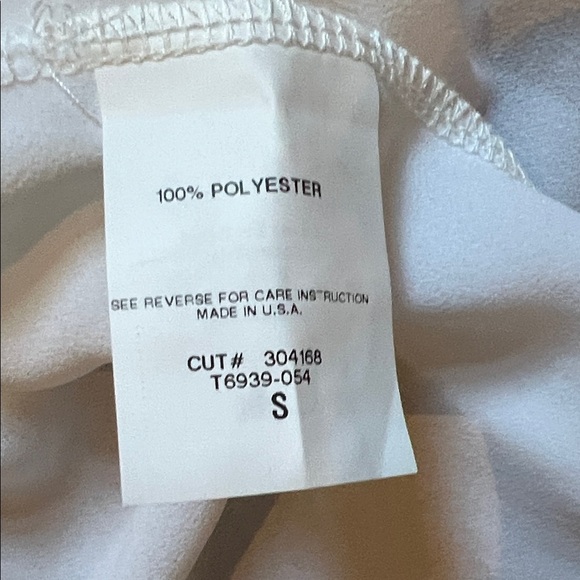 100% POLYESTER
SEE REVERSE FOR CARE INSTRUCTION
MADE IN U.S.A.
CUT# 304168
T6939-054
S